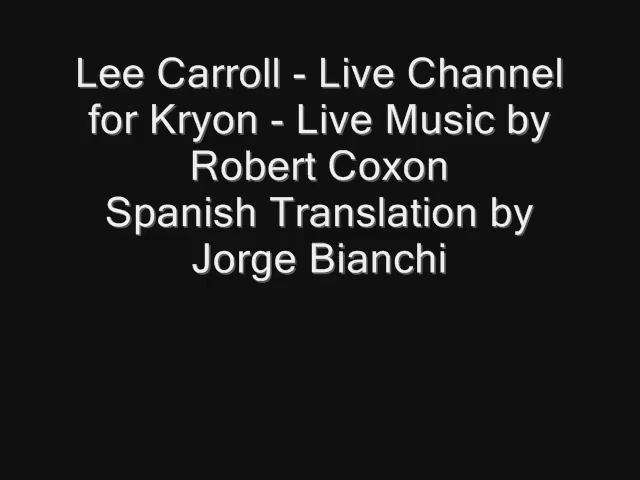 Lee Carroll - Live Channel
for Kryon - Live Music by
Robert Coxon
Spanish Translation by
Jorge Bianchi